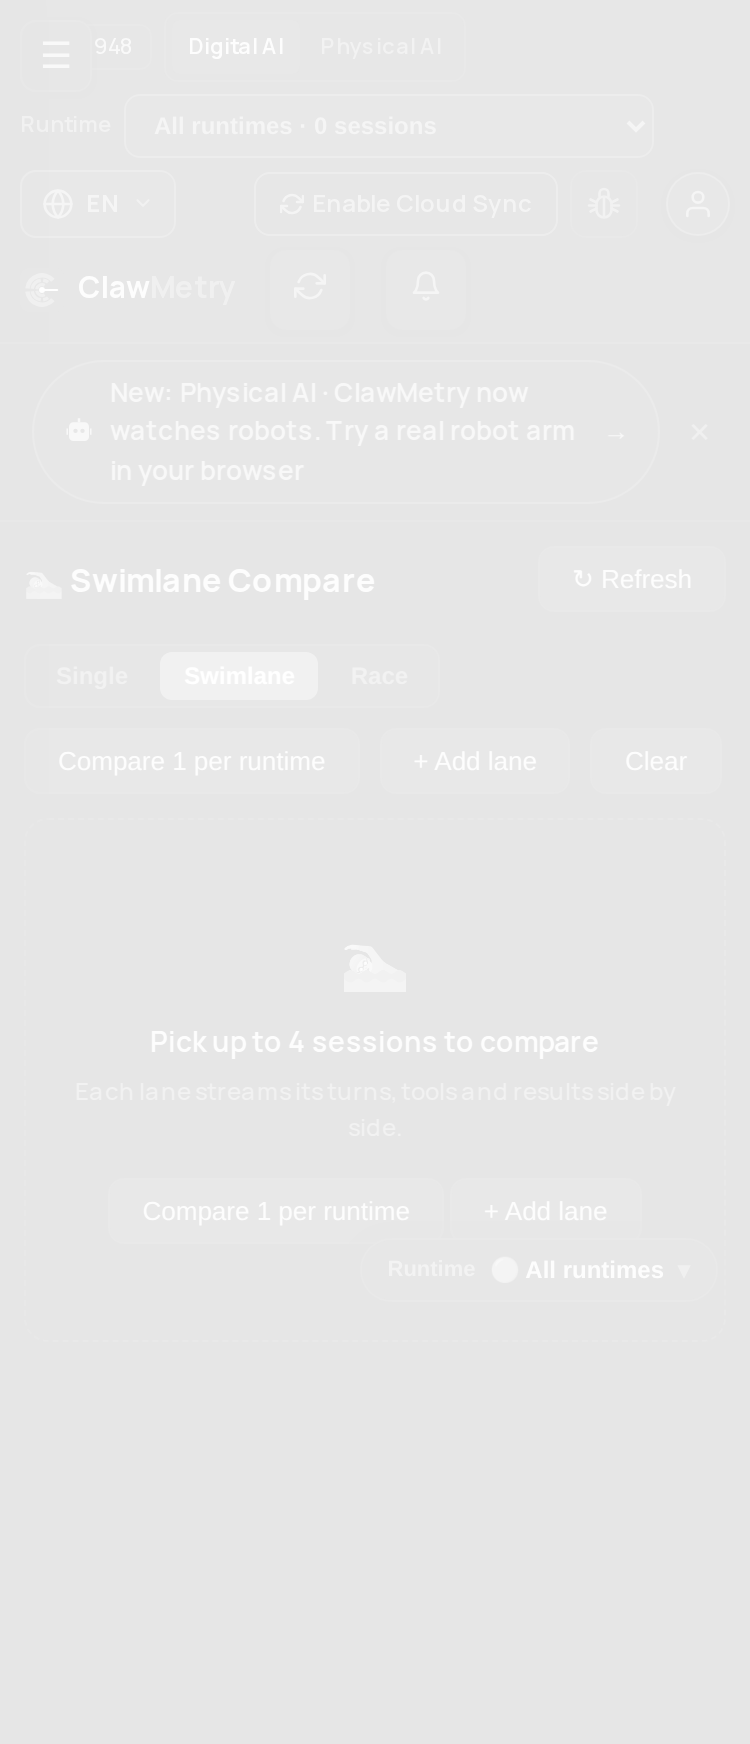 948
Digital AI
Physical AI
Runtime
All runtimes · 0 sessions
EN
Enable Cloud Sync
ClawMetry
New: Physical AI · ClawMetry now
watches robots. Try a real robot arm →
in your browser
Swimlane Compare
↻ Refresh
Single
Swimlane
Race
Compare 1 per runtime
+ Add lane
Clear
Pick up to 4 sessions to compare
Each lane streams its turns, tools and results side by
side.
Compare 1 per runtime
+ Add lane
Runtime All runtimes ▾